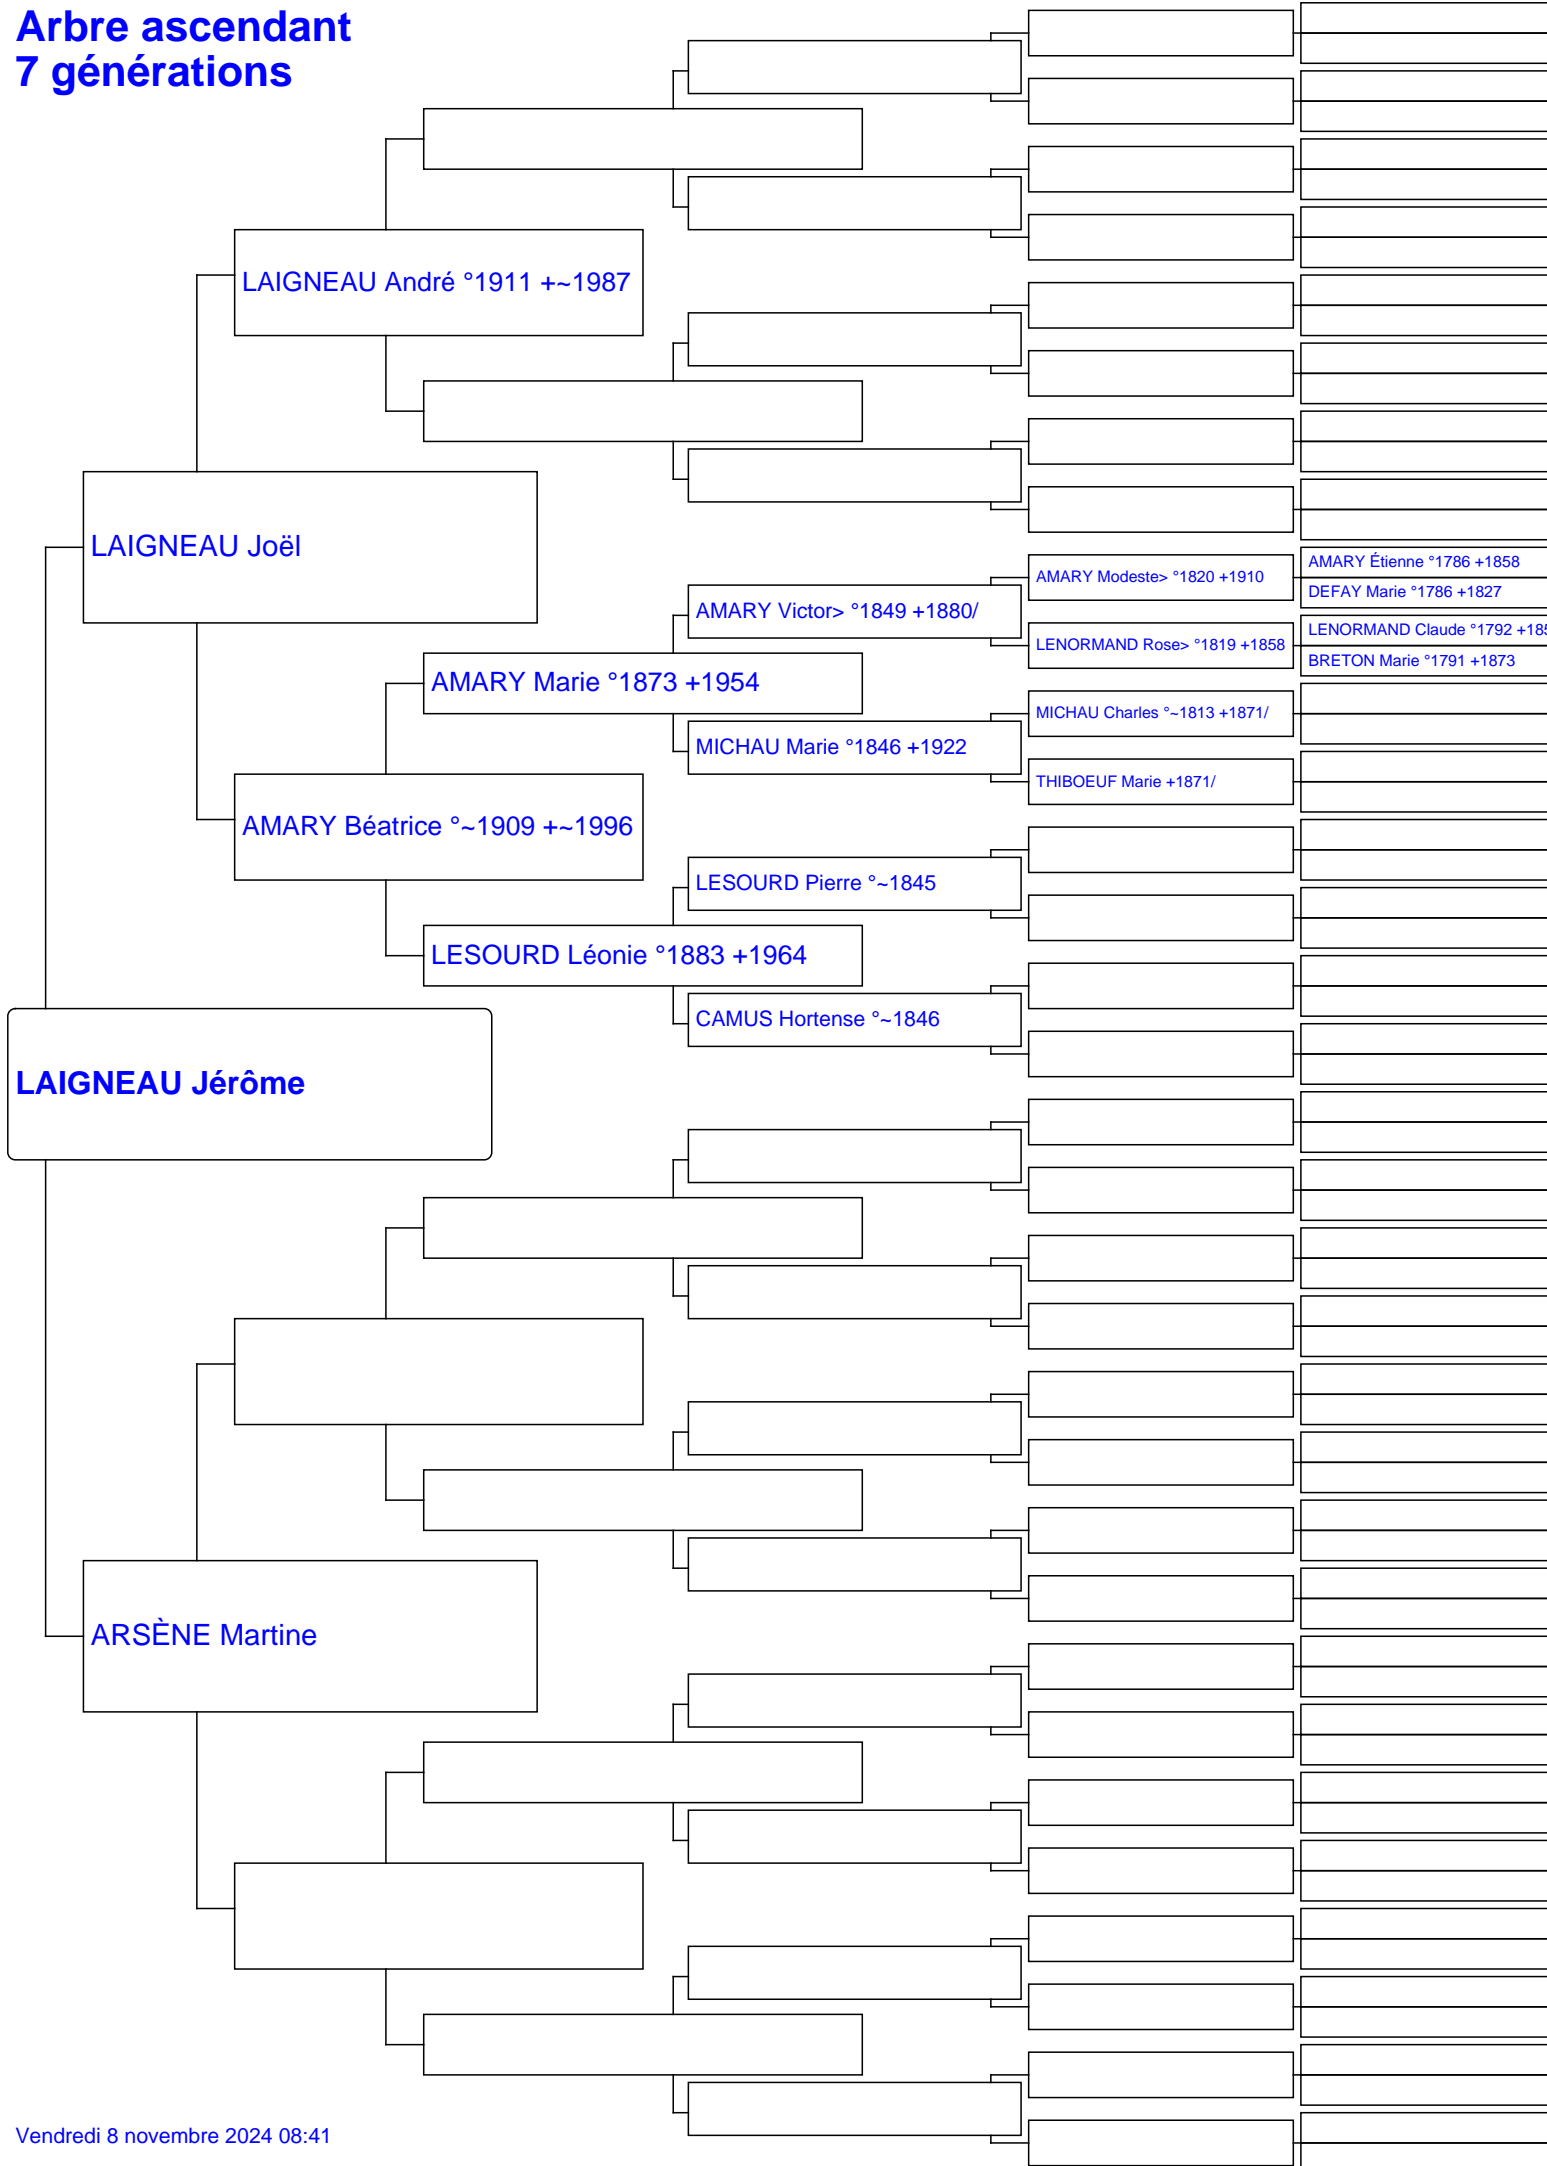 Arbre ascendant
7 générations
LAIGNEAU André °1911 +~1987
LAIGNEAU Joël
AMARY Étienne °1786 +1858
AMARY Modeste> °1820 +1910
DEFAY Marie °1786 +1827
AMARY Victor> °1849 +1880/
LENORMAND Claude °1792
LENORMAND Rose> °1819 +1858
BRETON Marie °1791 +1873
AMARY Marie °1873 +1954
MICHAU Charles °~1813 +1871/
MICHAU Marie °1846 +1922
THIBOEUF Marie +1871/
AMARY Béatrice °~1909 +~1996
LESOURD Pierre °~1845
LESOURD Léonie °1883 +1964
CAMUS Hortense °~1846
LAIGNEAU Jérôme
ARSÈNE Martine
Vendredi 8 novembre 2024 08:41